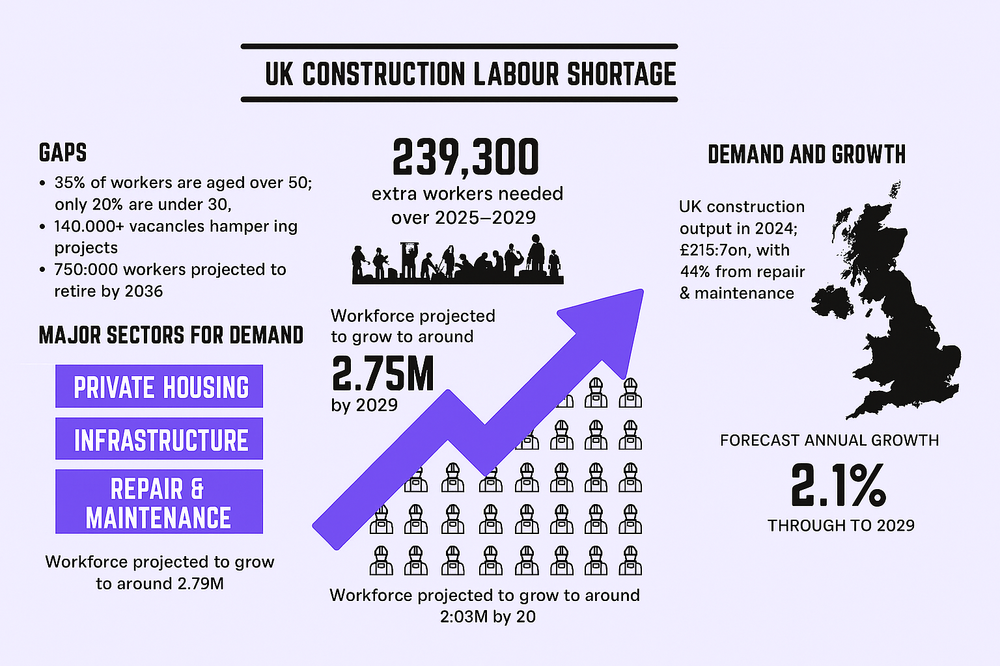 UK CONSTRUCTION LABOUR SHORTAGE
GAPS
• 35% of workers are aged over 50;
only 20% are under 30,
• 140.000+ vacancles hamper ing
projects
• 750:000 workers projected to
retire by 2036
MAJOR SECTORS FOR DEMAND
PRIVATE HOUSING
INFRASTRUCTURE
REPAIR &
MAINTENANCE
Workforce projected to grow
to around 2.79M
239,300
extra workers needed
over 2025–2029
Workforce projected
to grow to around
2.75M
by 2029
Workforce projected to grow to around
2:03M by 20
DEMAND AND GROWTH
UK construction
output in 2024;
£215:7on, with
44% from repaır
& maintenance
FORECAST ANNUAL GROWTH
2.1%
THROUGH TO 2029